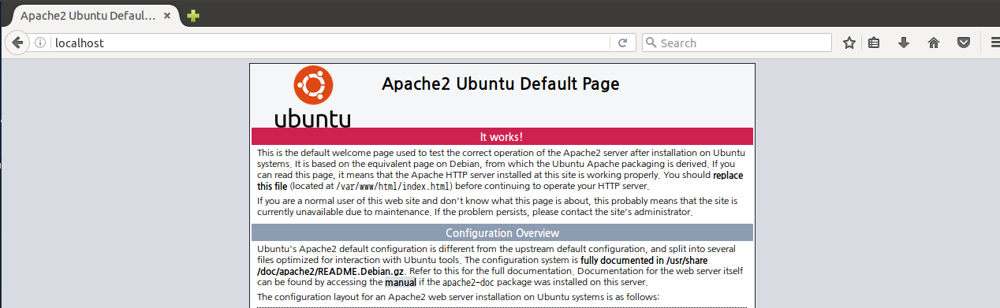 Apache2 Ubuntu Defaul...
localhost
Search
ubuntu
Apache2 Ubuntu Default Page
It works!
This is the default welcome page used to test the correct operation of the Apache2 server after installation on Ubuntu
systems. It is based on the equivalent page on Debian, from which the Ubuntu Apache packaging is derived. If you
can read this page, it means that the Apache HTTP server installed at this site is working properly. You should replace
this file (located at /var/www/html/index.html) before continuing to operate your HTTP server.
If you are a normal user of this web site and don't know what this page is about, this probably means that the site is
currently unavailable due to maintenance. If the problem persists, please contact the site's administrator.
Configuration Overview
Ubuntu's Apache2 default configuration is different from the upstream default configuration, and split into several
files optimized for interaction with Ubuntu tools. The configuration system is fully documented in /usr/share
/doc/apache2/README.Debian.gz. Refer to this for the full documentation. Documentation for the web server itself
can be found by accessing the manual if the apache2-doc package was installed on this server.
The configuration layout for an Apache2 web server installation on Ubuntu systems is as follows: